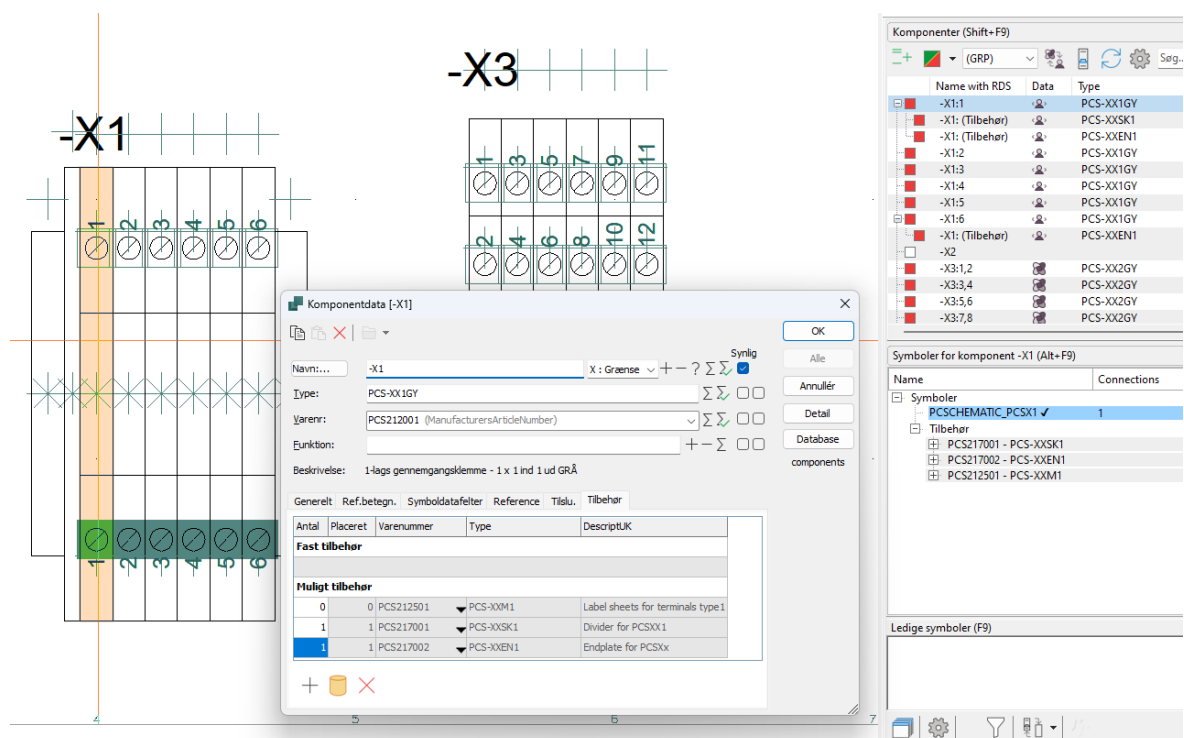 -X3
-X1
1 2 3 4 5 6
1 2 3 4 5 6
1 3 5 7 9 11
2 4 6 8 10 12
4 5 6 7
Komponentdata [-X1]
OK
Alle
Annullér
Detail
Database
components
Synlig
Navn:...
-X1
X : Grænse
Type:
PCS-XX1GY
Varenr:
PCS212001 (ManufacturersArticleNumber)
Funktion:
Beskrivelse: 1-lags gennemgangsklemme - 1 x 1 ind 1 ud GRÅ
Generelt Ref.betegn. Symboldatafelter Reference Tilslu. Tilbehør
Antal Placeret Varenummer Type DescriptUK
Fast tilbehør
Muligt tilbehør
0 0 PCS212501 PCS-XXM1 Label sheets for terminals type1
1 1 PCS217001 PCS-XXSK1 Divider for PCSXX1
1 1 PCS217002 PCS-XXEN1 Endplate for PCSXx
Komponenter (Shift+F9)
(GRP)
Søg...
Name with RDS Data Type
-X1:1 PCS-XX1GY
-X1: (Tilbehør) PCS-XXSK1
-X1: (Tilbehør) PCS-XXEN1
-X1:2 PCS-XX1GY
-X1:3 PCS-XX1GY
-X1:4 PCS-XX1GY
-X1:5 PCS-XX1GY
-X1:6 PCS-XX1GY
-X1: (Tilbehør) PCS-XXEN1
-X2
-X3:1,2 PCS-XX2GY
-X3:3,4 PCS-XX2GY
-X3:5,6 PCS-XX2GY
-X3:7,8 PCS-XX2GY
Symboler for komponent -X1 (Alt+F9)
Name Connections
Symboler
PCSCHEMATIC_PCSX1 ✓ 1
Tilbehør
PCS217001 - PCS-XXSK1
PCS217002 - PCS-XXEN1
PCS212501 - PCS-XXM1
Ledige symboler (F9)